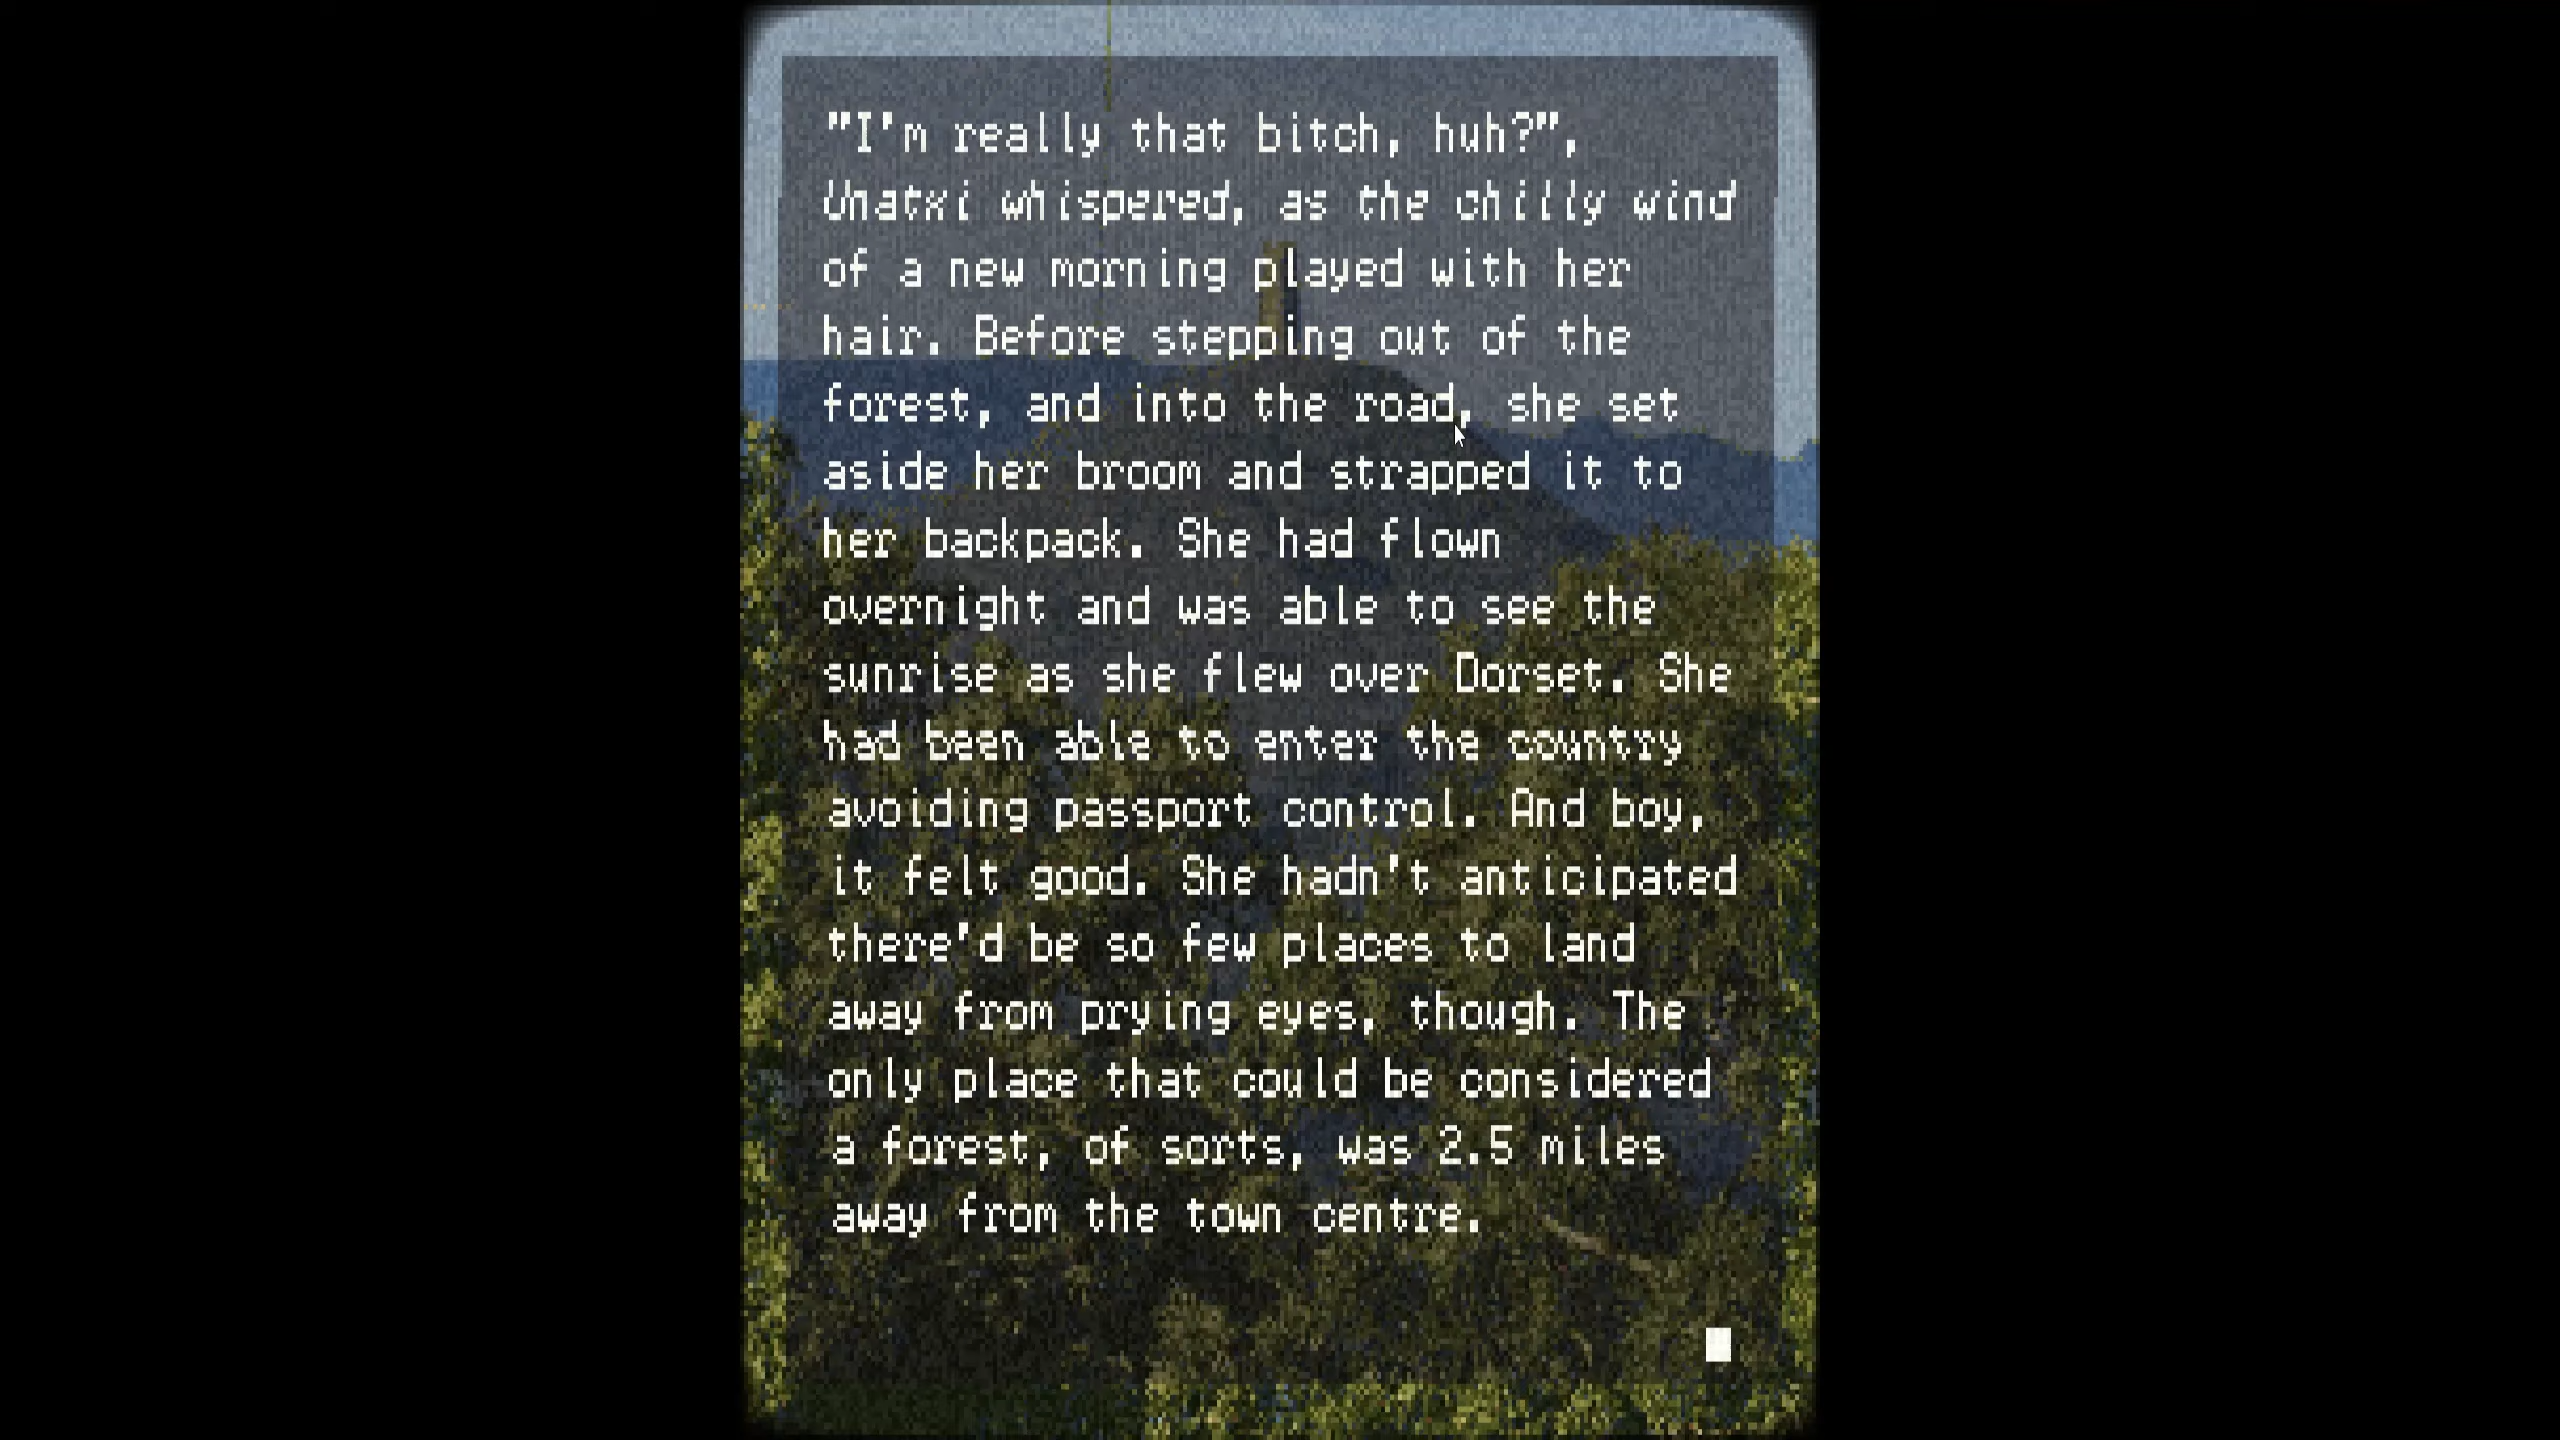 "I'm really that bitch, huh?",
Unatxi whispered, as the chilly wind
of a new morning played with her
hair. Before stepping out of the
forest, and into the road, she set
aside her broom and strapped it to
her backpack. She had flown
overnight and was able to see the
sunrise as she flew over Dorset. She
had been able to enter the country
avoiding passport control. And boy,
it felt good. She hadn't anticipated
there'd be so few places to land
away from prying eyes, though. The
only place that could be considered
a forest, of sorts, was 2.5 miles
away from the town centre.